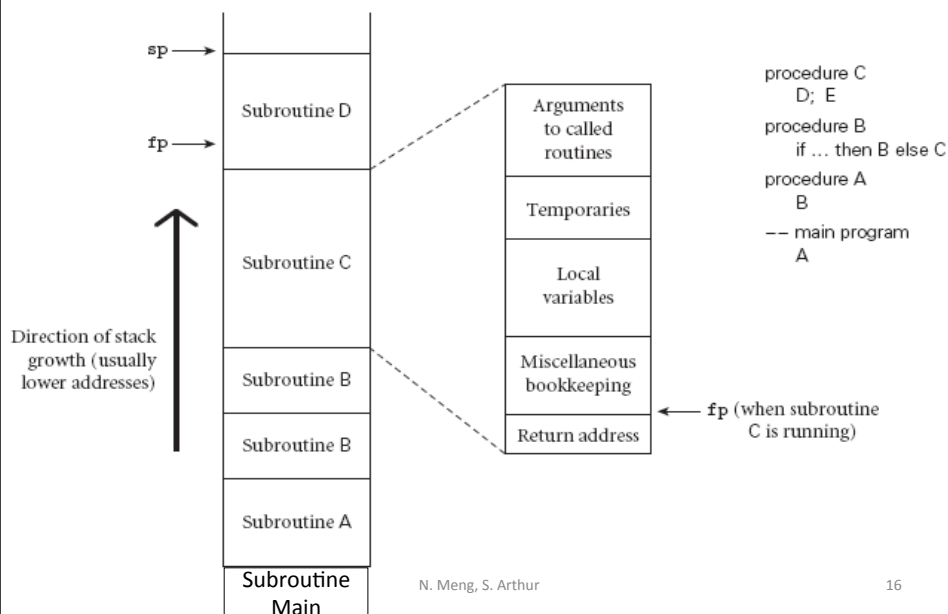 sp
Subroutine D
fp
Subroutine C
Direction of stack
growth (usually
lower addresses)
Subroutine B
Subroutine B
Subroutine A
Subroutine
Main
Arguments
to called
routines
Temporaries
Local
variables
Miscellaneous
bookkeeping
Return address
fp (when subroutine
C is running)
procedure C
D; E
procedure B
if ... then B else C
procedure A
B
-- main program
A
N. Meng, S. Arthur
16